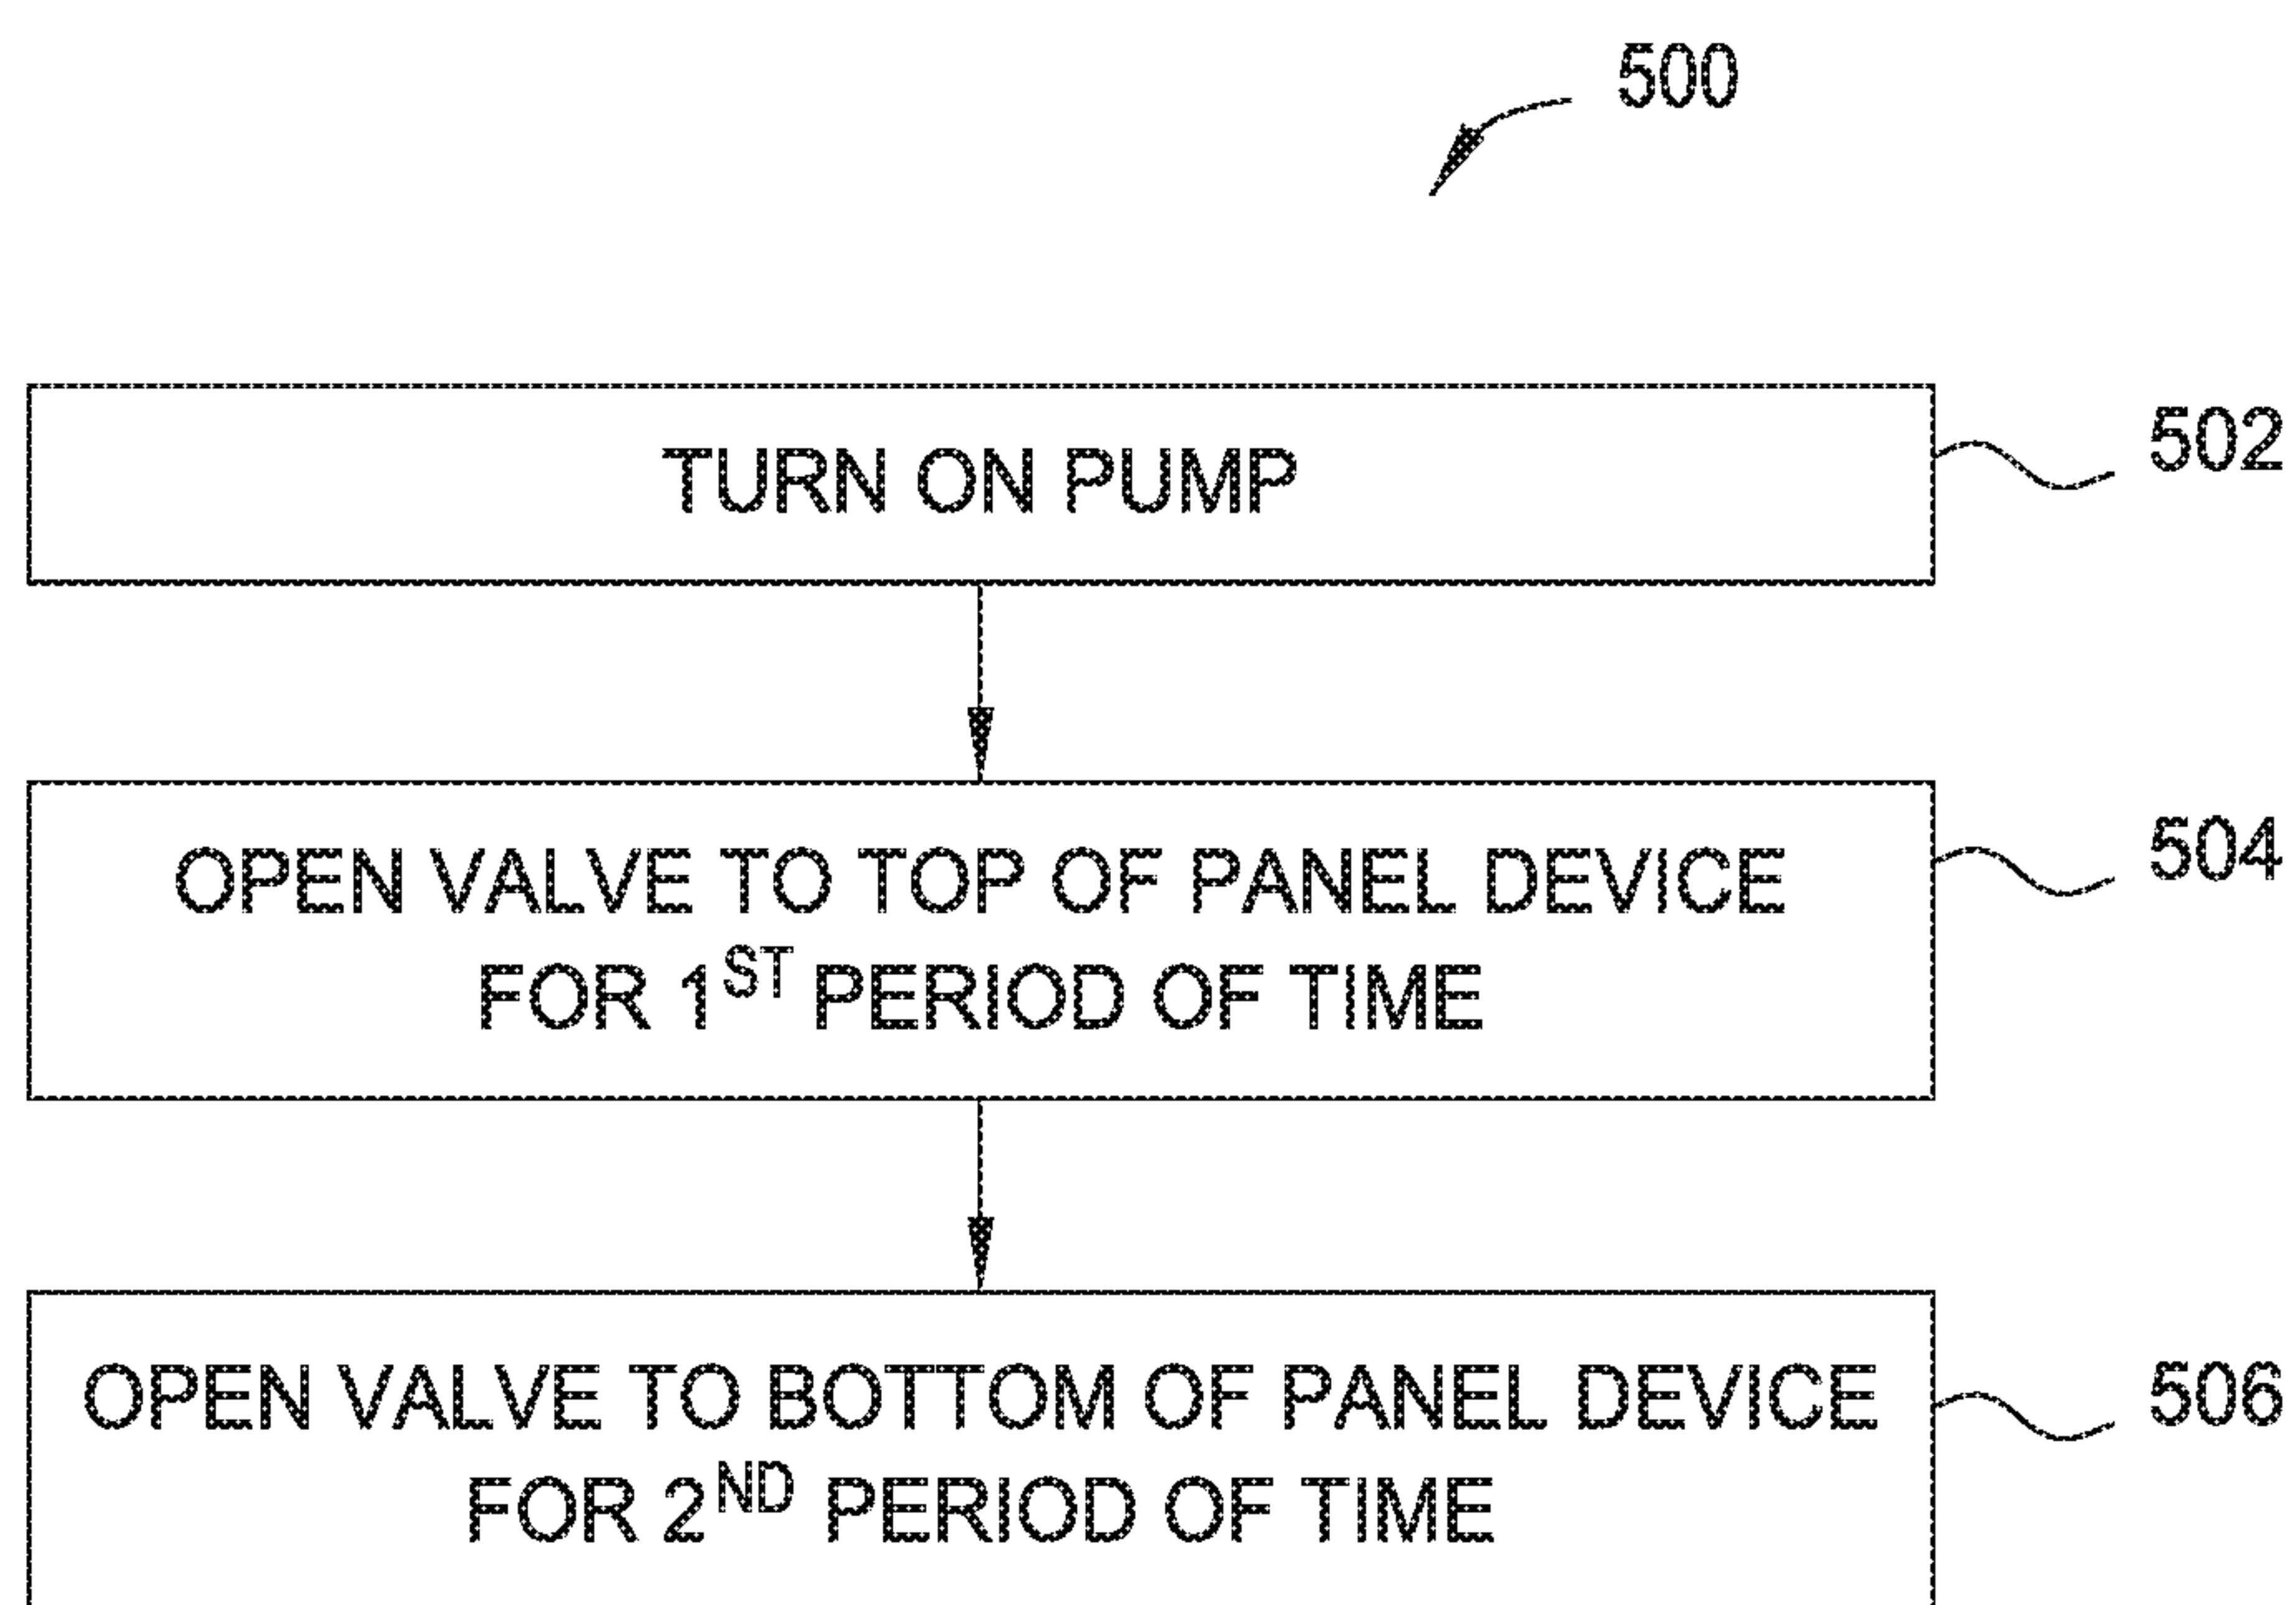 500
TURN ON PUMP
502
OPEN VALVE TO TOP OF PANEL DEVICE
FOR 1ST PERIOD OF TIME
504
OPEN VALVE TO BOTTOM OF PANEL DEVICE
FOR 2ND PERIOD OF TIME
506